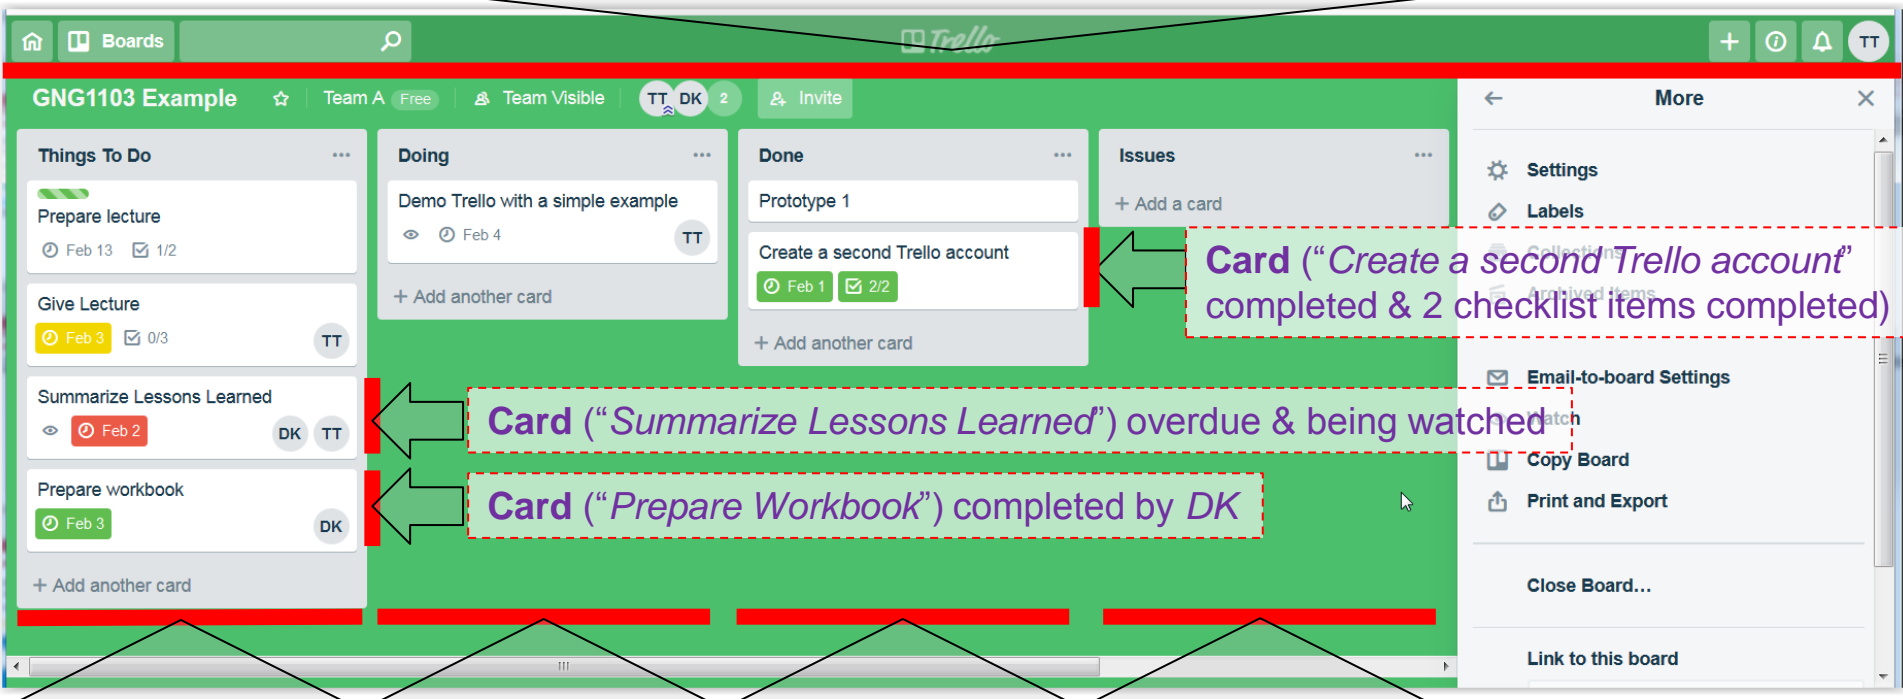 Boards
Trello
TT
GNG1103 Example
Team A Free
Team Visible
TT DK 2
Invite
Things To Do
Prepare lecture
Feb 13 1/2
Give Lecture
Feb 3 0/3
TT
Summarize Lessons Learned
Feb 2
DK TT
Prepare workbook
Feb 3
DK
+ Add another card
Doing
Demo Trello with a simple example
Feb 4
TT
+ Add another card
Done
Prototype 1
Create a second Trello account
Feb 1 2/2
+ Add another card
Issues
+ Add a card
Card (“Create a second Trello account”
completed & 2 checklist items completed)
Card (“Summarize Lessons Learned”) overdue & being watched
Card (“Prepare Workbook”) completed by DK
More
Settings
Labels
Collections
Archived Items
Email-to-board Settings
Watch
Copy Board
Print and Export
Close Board...
Link to this board